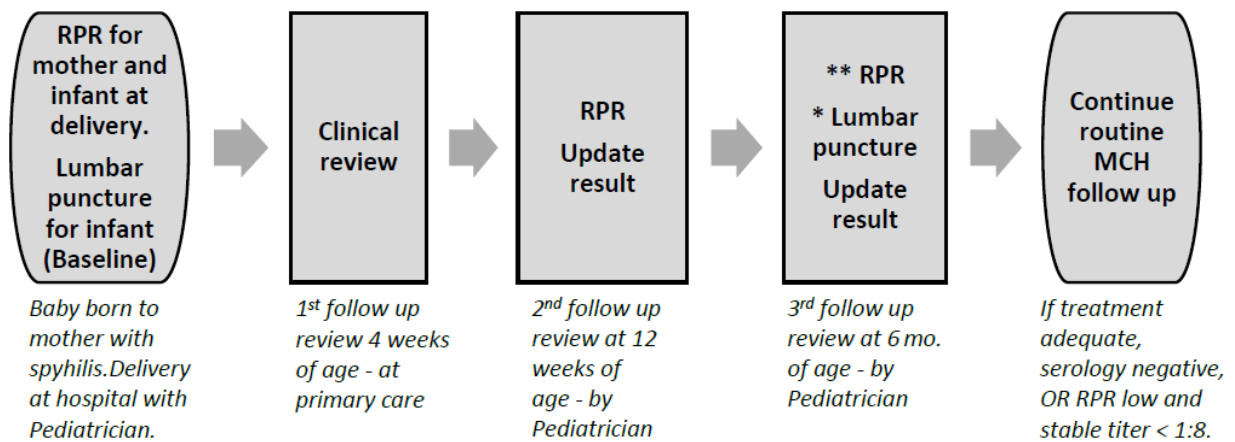 RPR for
mother and
infant at
delivery.
Lumbar
puncture
for infant
(Baseline)
Baby born to
mother with
spyhilis.Delivery
at hospital with
Pediatrician.
Clinical
review
1st follow up
review 4 weeks
of age - at
primary care
RPR
Update
result
2nd follow up
review at 12
weeks of
age - by
Pediatrician
** RPR
* Lumbar
puncture
Update
result
3rd follow up
review at 6 mo.
of age - by
Pediatrician
Continue
routine
MCH
follow up
If treatment
adequate,
serology negative,
OR RPR low and
stable titer < 1:8.